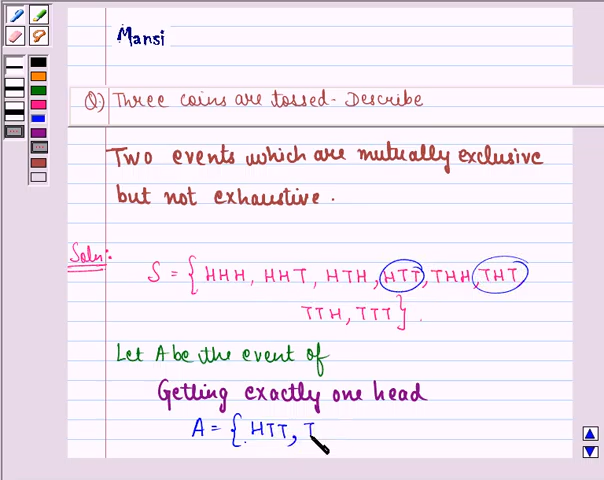 Mansi
Q) Three coins are tossed. Describe
Two events which are mutually exclusive
but not exhaustive.
Soln:
S = { HHH, HHT, HTH, HTT, THH, THT
TTH, TTT }.
Let A be the event of
Getting exactly one head
A = { HTT, T